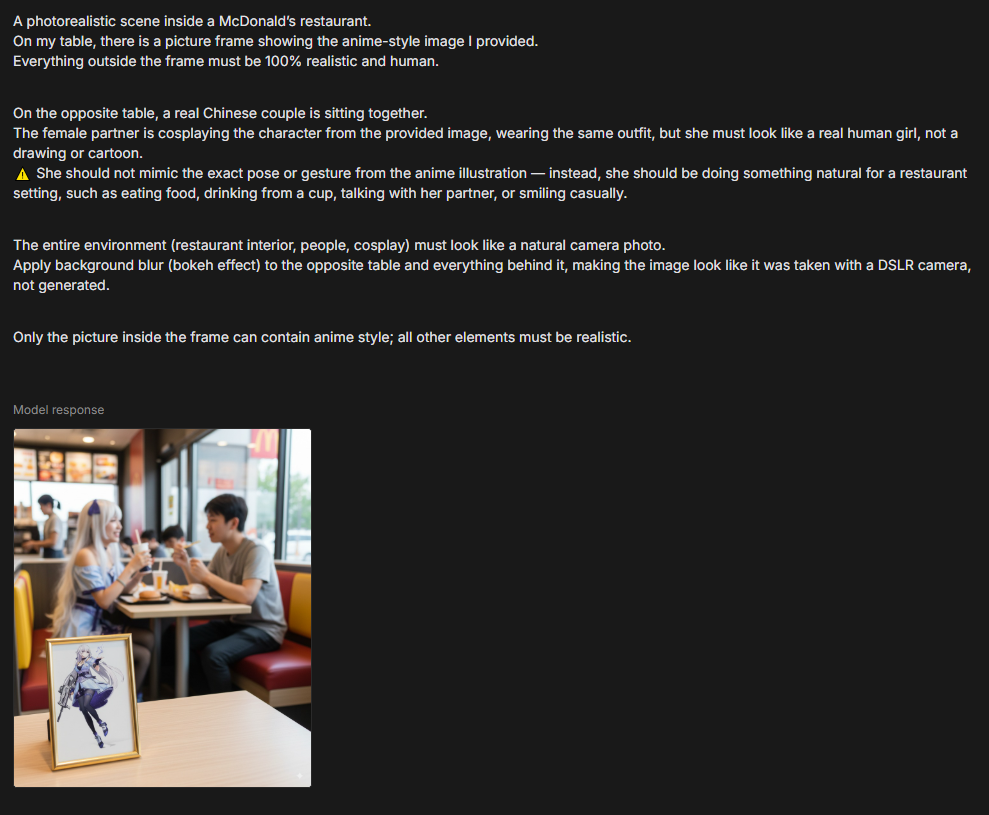 A photorealistic scene inside a McDonald's restaurant.
On my table, there is a picture frame showing the anime-style image I provided.
Everything outside the frame must be 100% realistic and human.
On the opposite table, a real Chinese couple is sitting together.
The female partner is cosplaying the character from the provided image, wearing the same outfit, but she must look like a real human girl, not a
drawing or cartoon.
⚠️ She should not mimic the exact pose or gesture from the anime illustration — instead, she should be doing something natural for a restaurant
setting, such as eating food, drinking from a cup, talking with her partner, or smiling casually.
The entire environment (restaurant interior, people, cosplay) must look like a natural camera photo.
Apply background blur (bokeh effect) to the opposite table and everything behind it, making the image look like it was taken with a DSLR camera,
not generated.
Only the picture inside the frame can contain anime style; all other elements must be realistic.
Model response